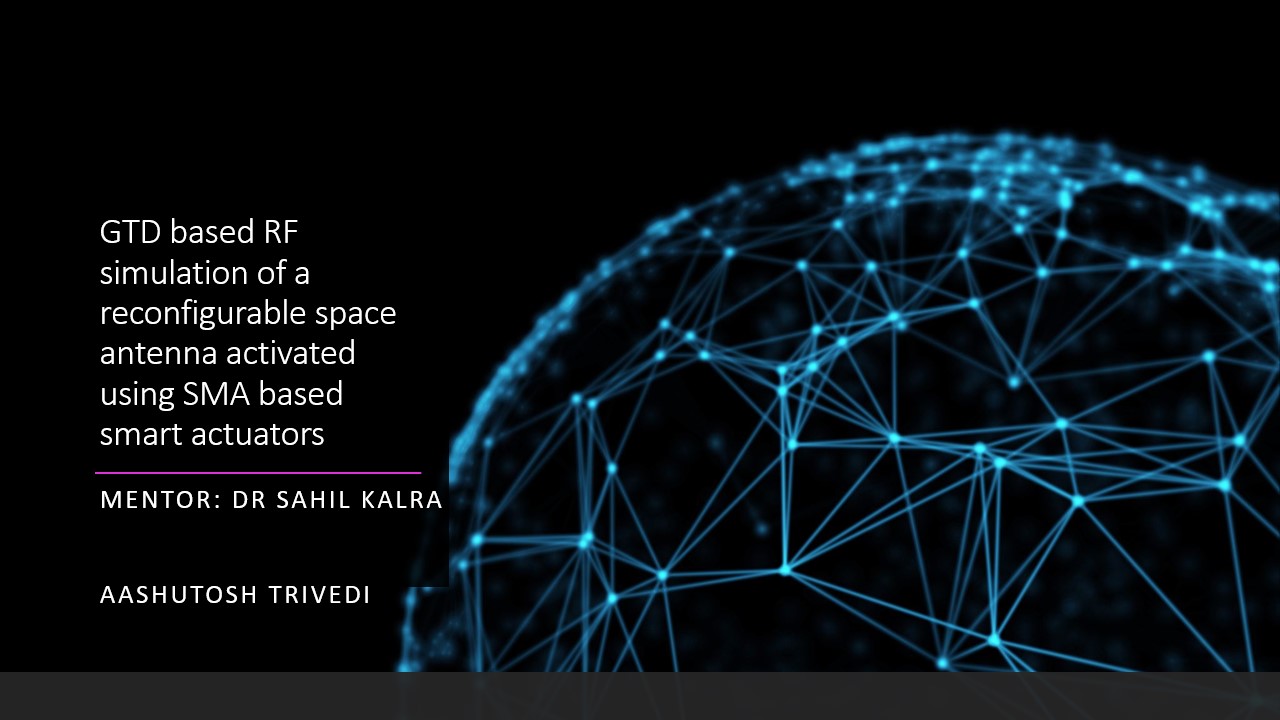 GTD based RF
simulation of a
reconfigurable space
antenna activated
using SMA based
smart actuators
MENTOR: DR SAHIL KALRA
AASHUTOSH TRIVEDI